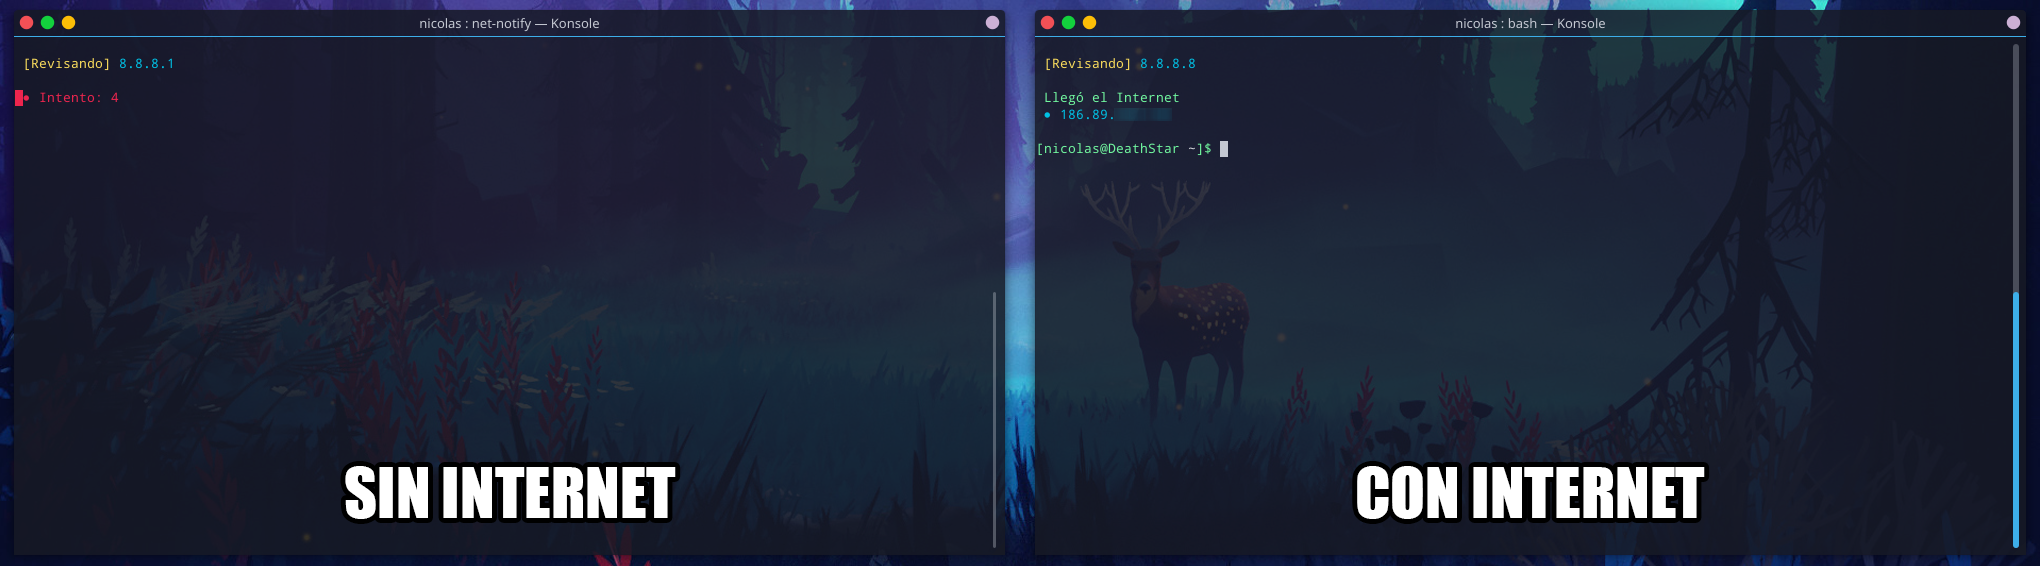 nicolas : net-notify — Konsole
[Revisando] 8.8.8.1
● Intento: 4
SIN INTERNET
nicolas : bash — Konsole
[Revisando] 8.8.8.8
Llegó el Internet
● 186.89.
[nicolas@DeathStar ~]$
CON INTERNET